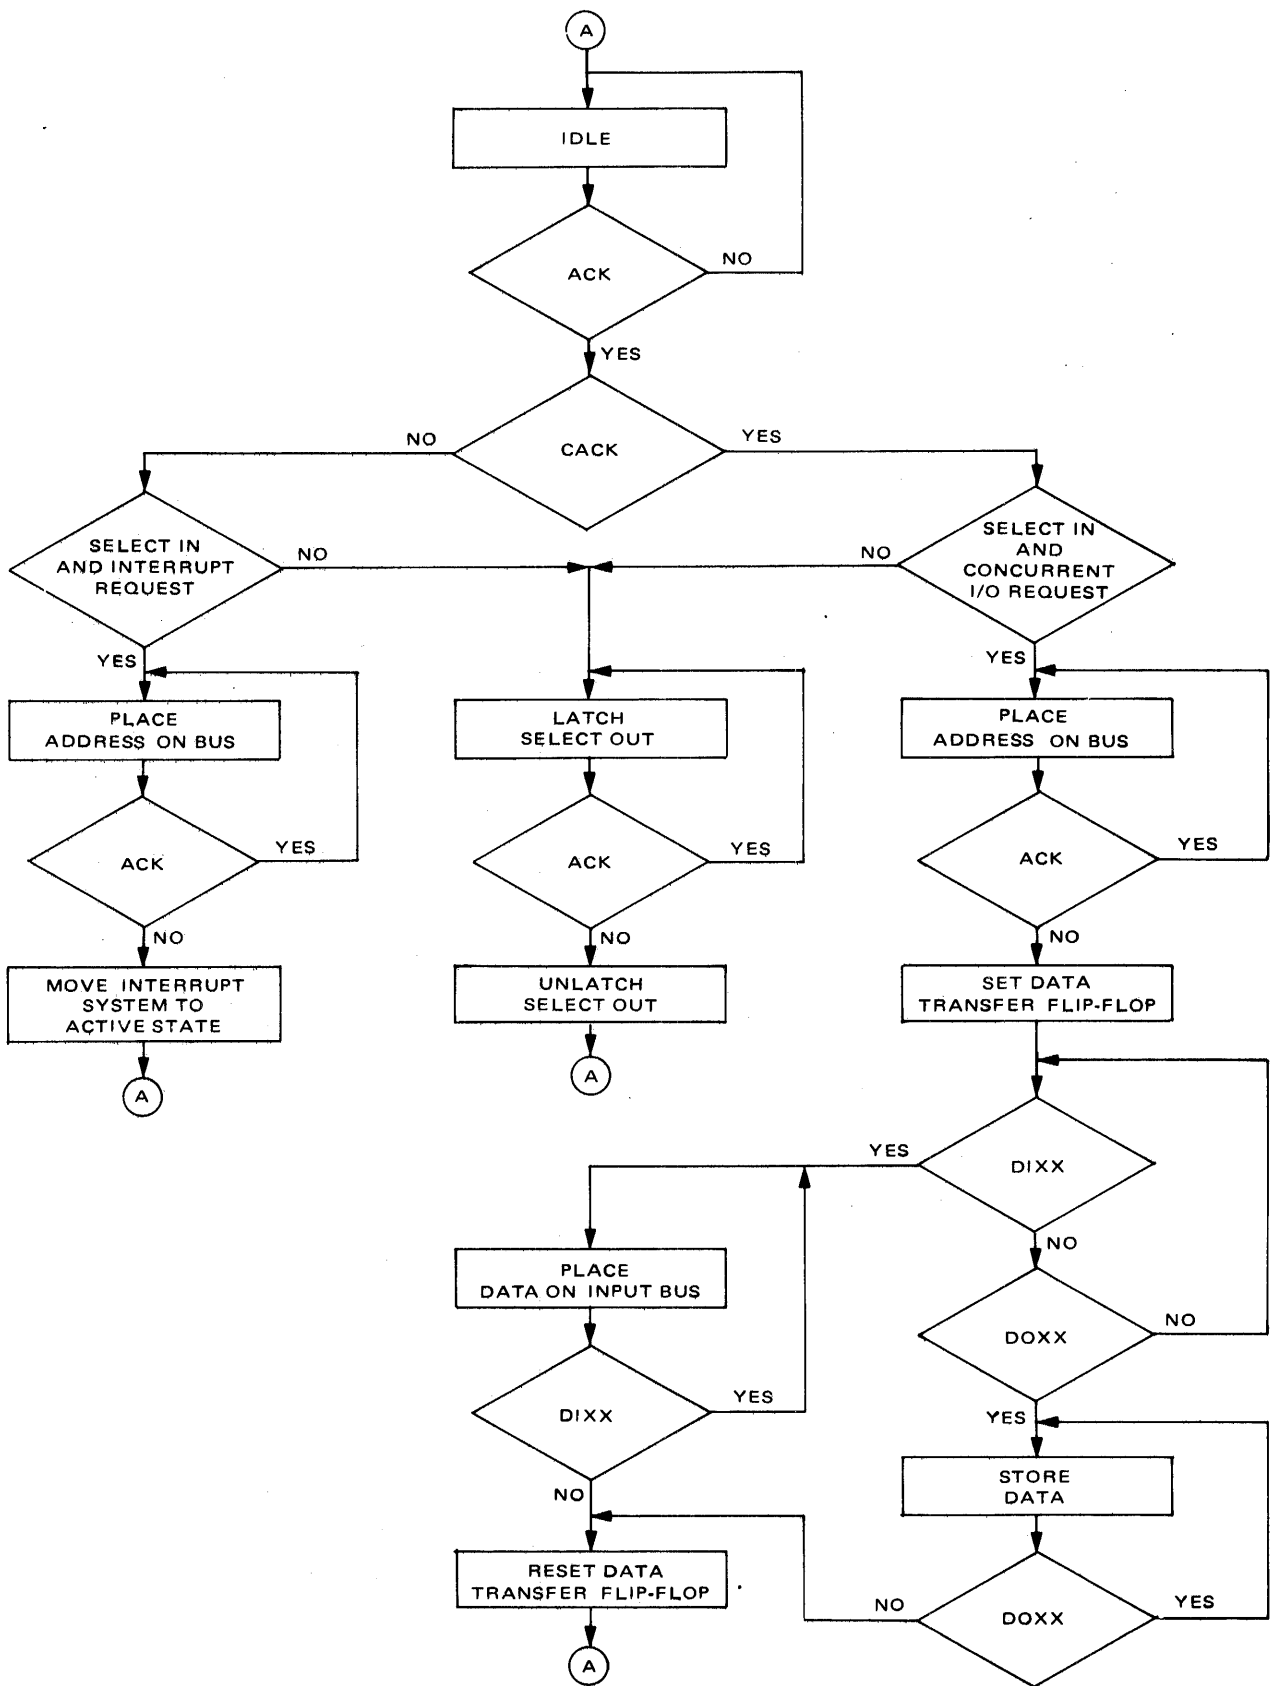 A
IDLE
ACK
NO
YES
CACK
NO
YES
SELECT IN
AND INTERRUPT
REQUEST
NO
YES
SELECT IN
AND
CONCURRENT
I/O REQUEST
NO
YES
PLACE
ADDRESS ON BUS
ACK
YES
NO
MOVE INTERRUPT
SYSTEM TO
ACTIVE STATE
A
LATCH
SELECT OUT
ACK
YES
NO
UNLATCH
SELECT OUT
A
PLACE
ADDRESS ON BUS
ACK
YES
NO
SET DATA
TRANSFER FLIP-FLOP
DIXX
YES
NO
DOXX
NO
YES
PLACE
DATA ON INPUT BUS
DIXX
YES
NO
STORE
DATA
DOXX
YES
NO
RESET DATA
TRANSFER FLIP-FLOP
A